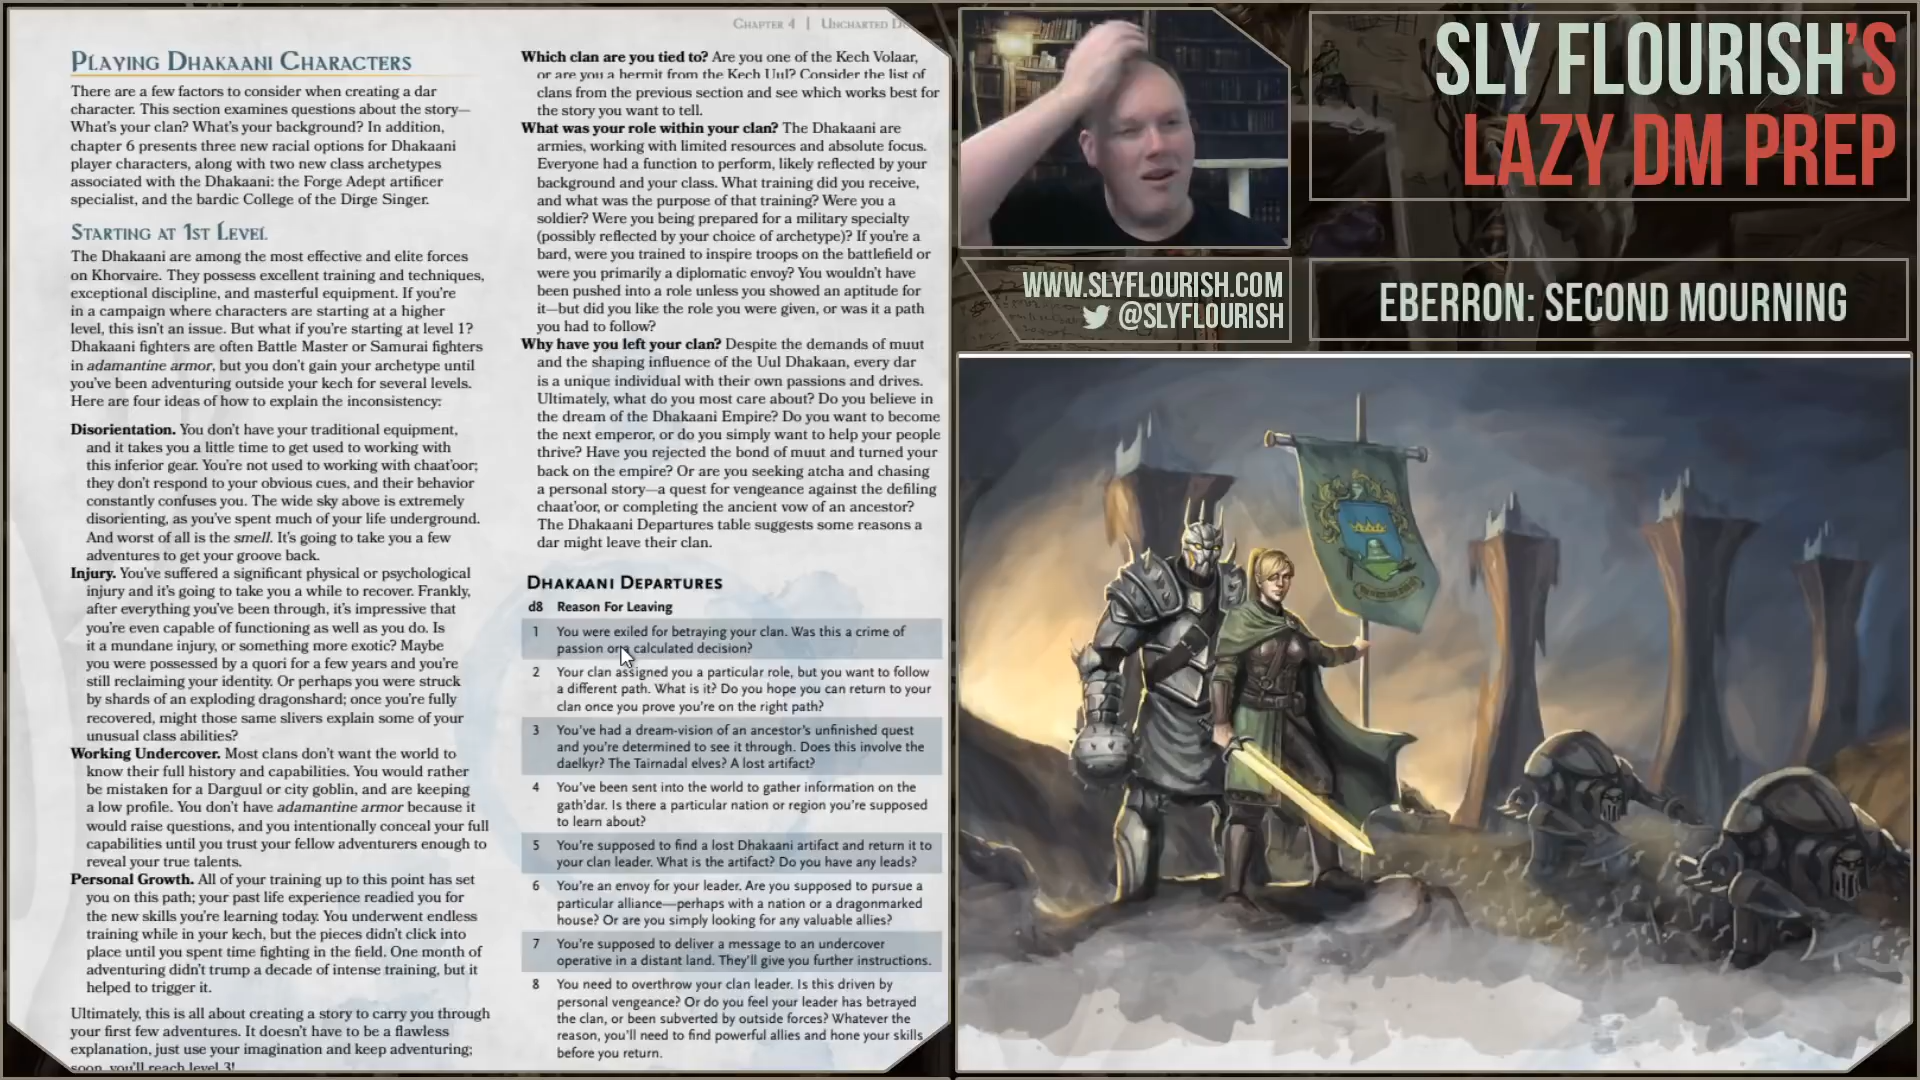 CHAPTER 4 | UNCHARTED
PLAYING DHAKAANI CHARACTERS
There are a few factors to consider when creating a dar
character. This section examines questions about the story—
What's your clan? What's your background? In addition,
chapter 6 presents three new racial options for Dhakaani
player characters, along with two new class archetypes
associated with the Dhakaani: the Forge Adept artificer
specialist, and the bardic College of the Dirge Singer.
STARTING AT 1ST LEVEL
The Dhakaani are among the most effective and elite forces
on Khorvaire. They possess excellent training and techniques,
exceptional discipline, and masterful equipment. If you're
in a campaign where characters are starting at a higher
level, this isn't an issue. But what if you're starting at level 1?
Dhakaani fighters are often Battle Master or Samurai fighters
in adamantine armor, but you don't gain your archetype until
you've been adventuring outside your kech for several levels.
Here are four ideas of how to explain the inconsistency:
Disorientation. You don't have your traditional equipment,
and it takes you a little time to get used to working with
this inferior gear. You're not used to working with chaat'oor;
they don't respond to your obvious cues, and their behavior
constantly confuses you. The wide sky above is extremely
disorienting, as you've spent much of your life underground.
And worst of all is the smell. It's going to take you a few
adventures to get your groove back.
Injury. You've suffered a significant physical or psychological
injury and it's going to take you a while to recover. Frankly,
after everything you've been through, it's impressive that
you're even capable of functioning as well as you do. Is
it a mundane injury, or something more exotic? Maybe
you were possessed by a quori for a few years and you're
still reclaiming your identity. Or perhaps you were struck
by shards of an exploding dragonshard; once you're fully
recovered, might those same slivers explain some of your
unusual class abilities?
Working Undercover. Most clans don't want the world to
know their full history and capabilities. You would rather
be mistaken for a Darguul or city goblin, and are keeping
a low profile. You don't have adamantine armor because it
would raise questions, and you intentionally conceal your full
capabilities until you trust your fellow adventurers enough to
reveal your true talents.
Personal Growth. All of your training up to this point has set
you on this path; your past life experience readied you for
the new skills you're learning today. You underwent endless
training while in your kech, but the pieces didn't click into
place until you spent time fighting in the field. One month of
adventuring didn't trump a decade of intense training, but it
helped to trigger it.
Ultimately, this is all about creating a story to carry you through
your first few adventures. It doesn't have to be a flawless
explanation, just use your imagination and keep adventuring;
soon, you'll reach level 3!
Which clan are you tied to? Are you one of the Kech Volaar,
or are you a hermit from the Kech Uul? Consider the list of
clans from the previous section and see which works best for
the story you want to tell.
What was your role within your clan? The Dhakaani are
armies, working with limited resources and absolute focus.
Everyone had a function to perform, likely reflected by your
background and your class. What training did you receive,
and what was the purpose of that training? Were you a
soldier? Were you being prepared for a military specialty
(possibly reflected by your choice of archetype)? If you're a
bard, were you trained to inspire troops on the battlefield or
were you primarily a diplomatic envoy? You wouldn't have
been pushed into a role unless you showed an aptitude for
it—but did you like the role you were given, or was it a path
you had to follow?
Why have you left your clan? Despite the demands of muut
and the shaping influence of the Uul Dhakaan, every dar
is a unique individual with their own passions and drives.
Ultimately, what do you most care about? Do you believe in
the dream of the Dhakaani Empire? Do you want to become
the next emperor, or do you simply want to help your people
thrive? Have you rejected the bond of muut and turned your
back on the empire? Or are you seeking atcha and chasing
a personal story—a quest for vengeance against the defiling
chaat'oor, or completing the ancient vow of an ancestor?
The Dhakaani Departures table suggests some reasons a
dar might leave their clan.
DHAKAANI DEPARTURES
d8 Reason For Leaving
1 You were exiled for betraying your clan. Was this a crime of
passion or a calculated decision?
2 Your clan assigned you a particular role, but you want to follow
a different path. What is it? Do you hope you can return to your
clan once you prove you're on the right path?
3 You've had a dream-vision of an ancestor's unfinished quest
and you're determined to see it through. Does this involve the
daelkyr? The Tairnadal elves? A lost artifact?
4 You've been sent into the world to gather information on the
gath'dar. Is there a particular nation or region you're supposed
to learn about?
5 You're supposed to find a lost Dhakaani artifact and return it to
your clan leader. What is the artifact? Do you have any leads?
6 You're an envoy for your leader. Are you supposed to pursue a
particular alliance—perhaps with a nation or a dragonmarked
house? Or are you simply looking for any valuable allies?
7 You're supposed to deliver a message to an undercover
operative in a distant land. They'll give you further instructions.
8 You need to overthrow your clan leader. Is this driven by
personal vengeance? Or do you feel your leader has betrayed
the clan, or been subverted by outside forces? Whatever the
reason, you'll need to find powerful allies and hone your skills
before you return.
SLY FLOURISH'S
LAZY DM PREP
WWW.SLYFLOURISH.COM
@SLYFLOURISH
EBERRON: SECOND MOURNING